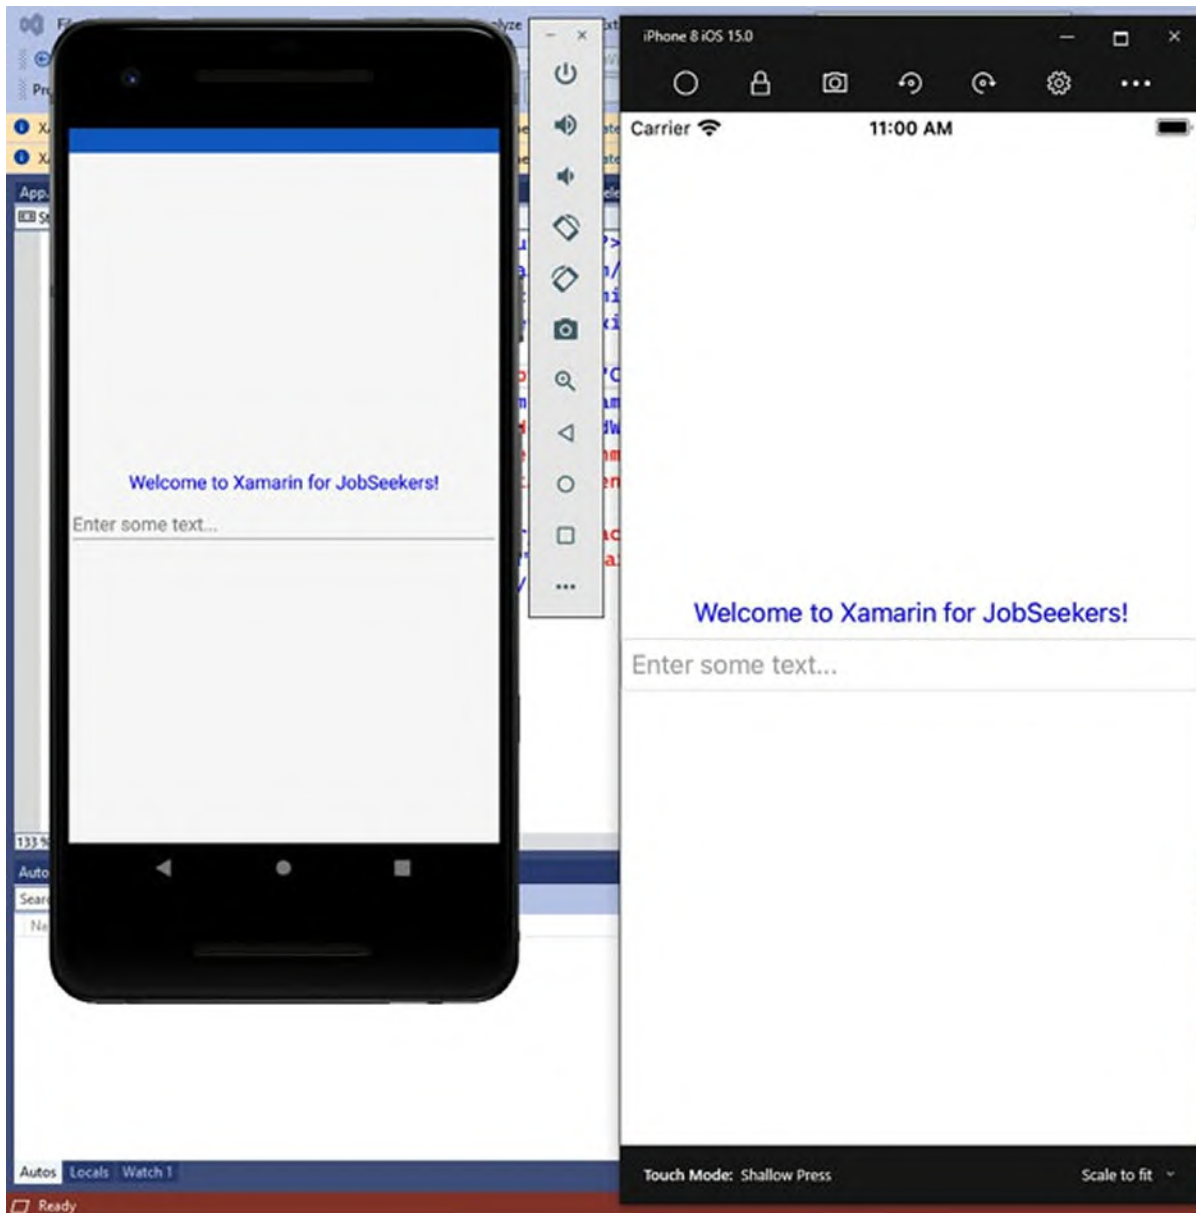 iPhone 8 iOS 15.0
Carrier
11:00 AM
Welcome to Xamarin for JobSeekers!
Enter some text...
Welcome to Xamarin for JobSeekers!
Enter some text...
133 %
Autos Locals Watch 1
Ready
Touch Mode: Shallow Press
Scale to fit